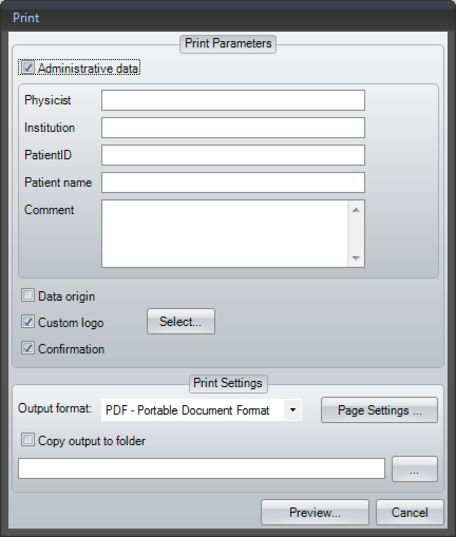 Print
Print Parameters
Administrative data
Physicist
Institution
PatientID
Patient name
Comment
Data origin
Custom logo
Select...
Confirmation
Print Settings
Output format:
PDF - Portable Document Format
Page Settings ...
Copy output to folder
...
Preview...
Cancel